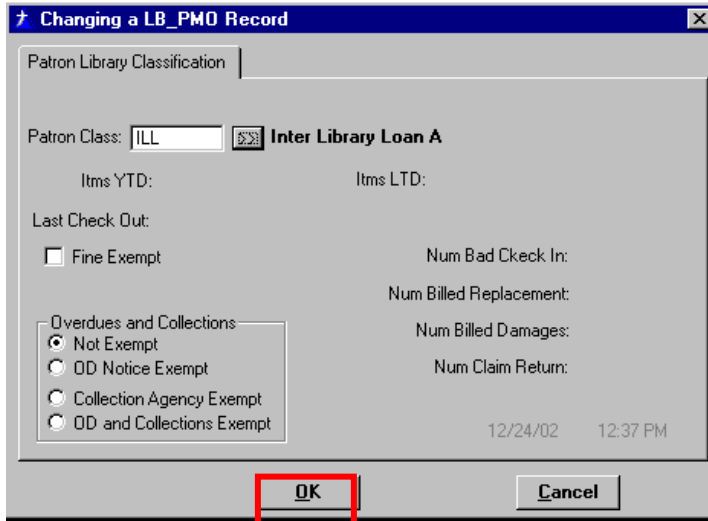 Changing a LB_PMO Record
Patron Library Classification
Patron Class: ILL >> Inter Library Loan A
Itms YTD: Itms LTD:
Last Check Out:
Fine Exempt Num Bad Ckeck In:
Num Billed Replacement:
Overdues and Collections Num Billed Damages:
Not Exempt
OD Notice Exempt Num Claim Return:
Collection Agency Exempt
OD and Collections Exempt 12/24/02 12:37 PM
OK Cancel